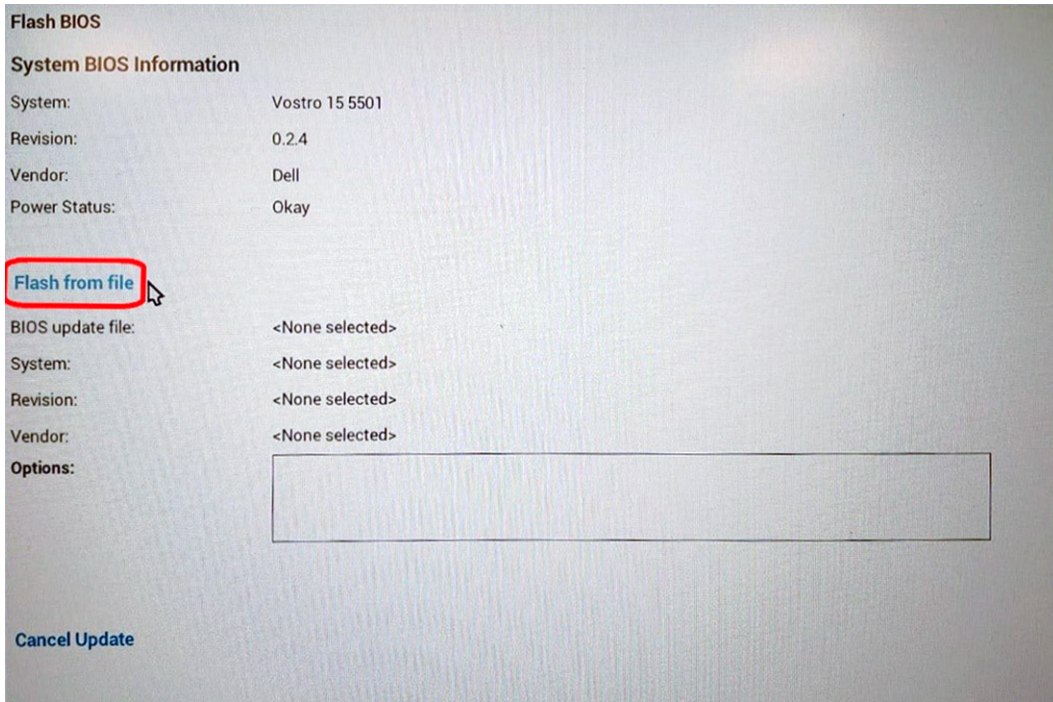 Flash BIOS
System BIOS Information
System: Vostro 15 5501
Revision: 0.2.4
Vendor: Dell
Power Status: Okay
Flash from file
BIOS update file: <None selected>
System: <None selected>
Revision: <None selected>
Vendor: <None selected>
Options:
Cancel Update